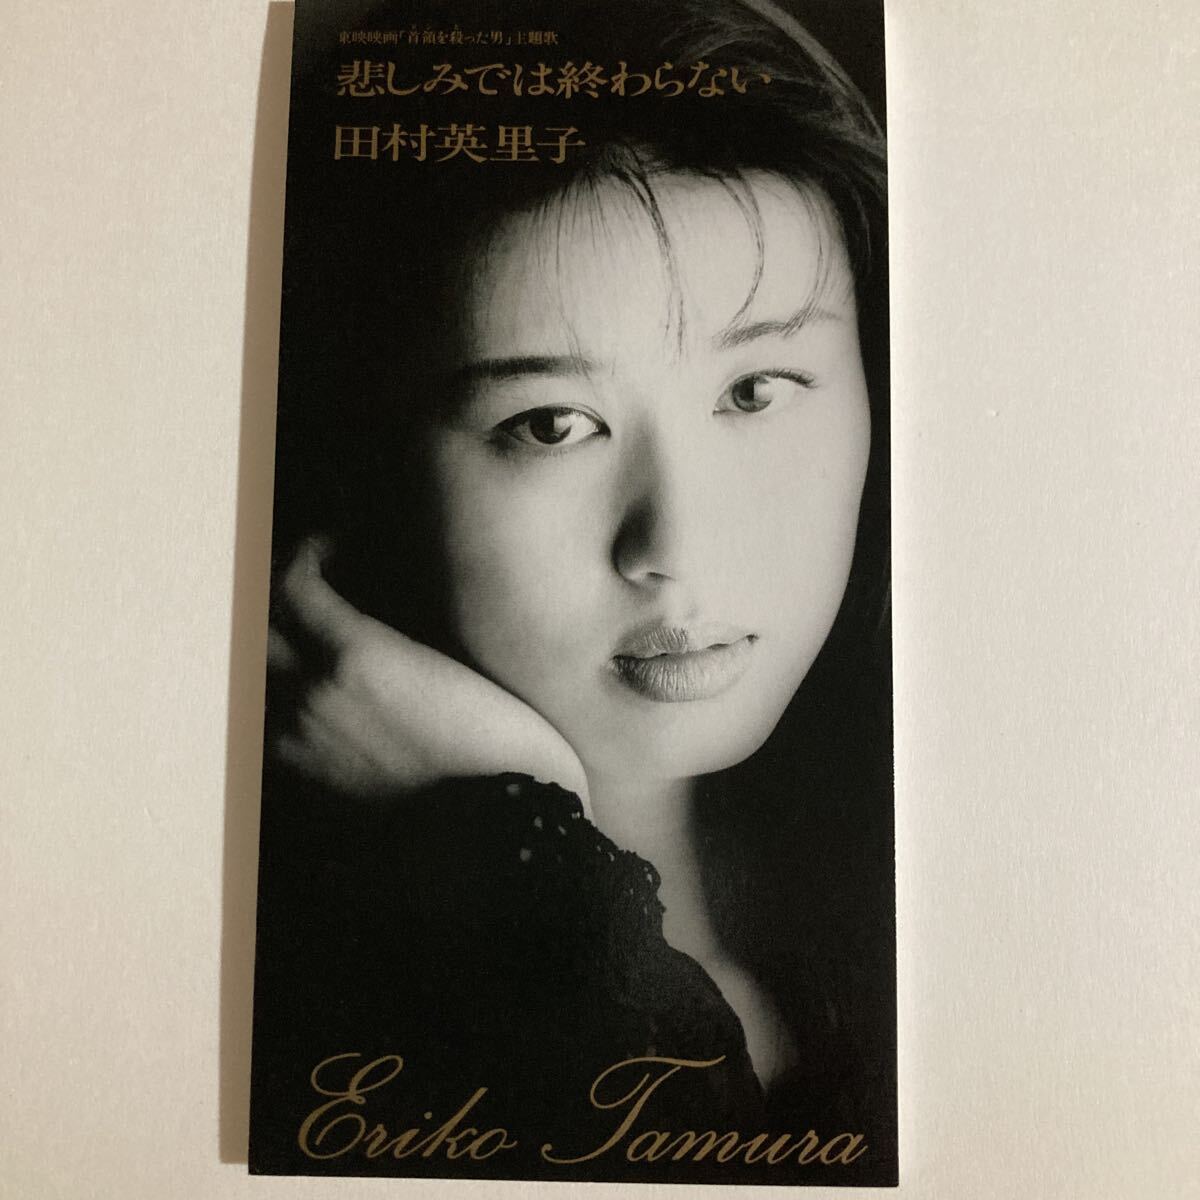 東映映画「首領を殺った男」主題歌
悲しみでは終わらない
田村英里子
Eriko Tamura